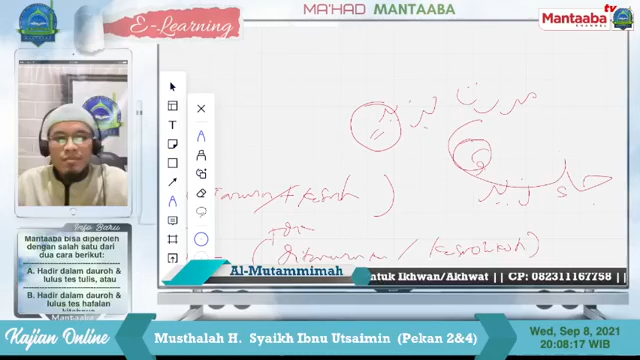 MA'HAD MANTAABA
E-Learning
Mantaaba tv
مررت بزيد
جاء زيد
Info Baru
Mantaaba bisa diperoleh
dengan salah satu dari
dua cara berikut:
A. Hadir dalam dauroh &
lulus tes tulis, atau
B. Hadir dalam dauroh &
lulus tes hafalan
Al-Mutammimah
untuk Ikhwan/Akhwat || CP: 082311167758 ||
Kajian Online
Musthalah H. Syaikh Ibnu Utsaimin (Pekan 2&4)
Wed, Sep 8, 2021
20:08:17 WIB